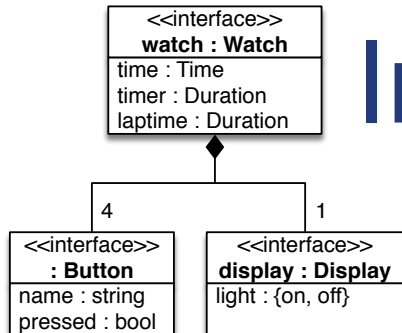 <<interface>>
watch : Watch
time : Time
timer : Duration
laptime : Duration
4
1
<<interface>>
: Button
name : string
pressed : bool
<<interface>>
display : Display
light : {on, off}